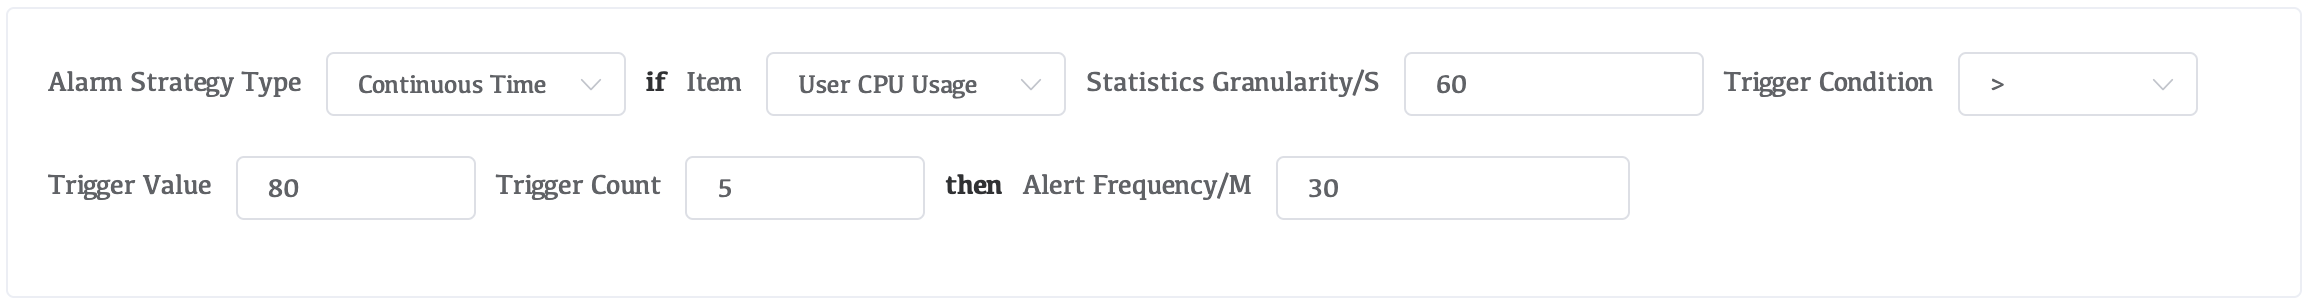 Alarm Strategy Type Continuous Time if Item User CPU Usage Statistics Granularity/S 60 Trigger Condition >
Trigger Value 80 Trigger Count 5 then Alert Frequency/M 30